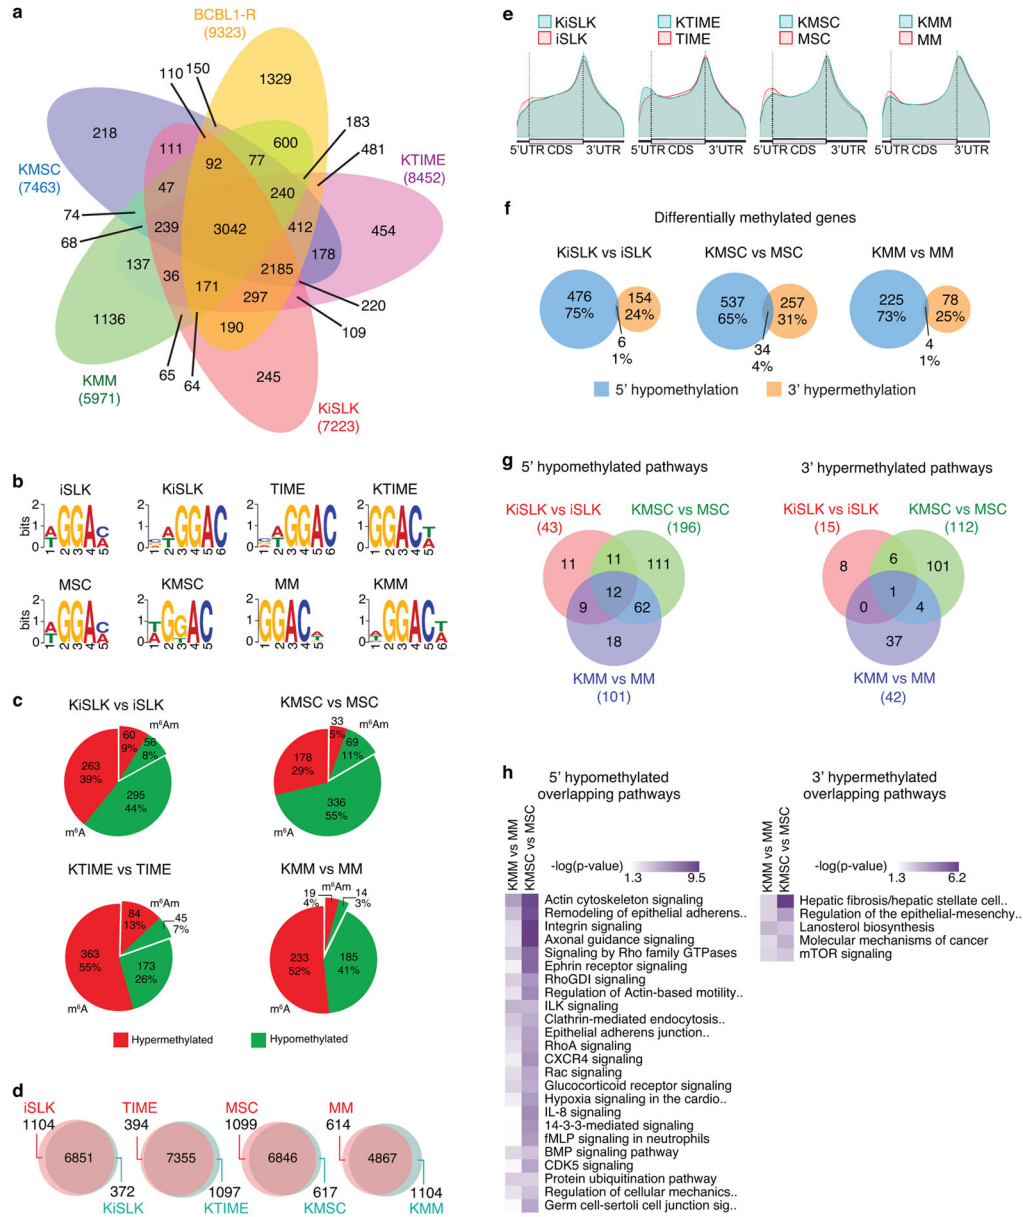 a
BCBL1-R
(9323)
110
150
1329
218
183
481
111
92
77
600
KMSC
(7463)
KTIME
(8452)
47
240
74
68
239
3042
412
454
178
137
36
171
2185
220
297
109
1136
190
65
64
245
KMM
(5971)
KiSLK
(7223)
b
iSLK
KiSLK
TIME
KTIME
MSC
KMSC
MM
KMM
bits
2
1
0
c
KiSLK vs iSLK
60
9%
m⁶Am
56
8%
263
39%
295
44%
m⁶A
KMSC vs MSC
33
5%
m⁶Am
69
11%
178
29%
336
55%
KTIME vs TIME
84
13%
m⁶Am
45
7%
363
55%
173
26%
m⁶A
KMM vs MM
19
4%
m⁶Am
14
3%
233
52%
185
41%
m⁶A
Hypermethylated
Hypomethylated
d
iSLK
1104
6851
372
KiSLK
TIME
394
7355
1097
KTIME
MSC
1099
6846
617
KMSC
MM
614
4867
1104
KMM
e
KiSLK
iSLK
KTIME
TIME
KMSC
MSC
KMM
MM
5'UTR CDS 3'UTR
5'UTR CDS 3'UTR
5'UTR CDS 3'UTR
5'UTR CDS 3'UTR
f
Differentially methylated genes
KiSLK vs iSLK
476
75%
154
24%
6
1%
KMSC vs MSC
537
65%
257
31%
34
4%
KMM vs MM
225
73%
78
25%
4
1%
5' hypomethylation
3' hypermethylation
g
5' hypomethylated pathways
KiSLK vs iSLK
(43)
KMSC vs MSC
(196)
11
11
111
12
9
62
18
KMM vs MM
(101)
3' hypermethylated pathways
KiSLK vs iSLK
(15)
KMSC vs MSC
(112)
8
6
101
1
0
4
37
KMM vs MM
(42)
h
5' hypomethylated
overlapping pathways
KMM vs MM
KMSC vs MSC
-log(p-value)
1.3
9.5
Actin cytoskeleton signaling
Remodeling of epithelial adherens..
Integrin signaling
Axonal guidance signaling
Signaling by Rho family GTPases
Ephrin receptor signaling
RhoGDI signaling
Regulation of Actin-based motility..
ILK signaling
Clathrin-mediated endocytosis..
Epithelial adherens junction..
RhoA signaling
CXCR4 signaling
Rac signaling
Glucocorticoid receptor signaling
Hypoxia signaling in the cardio..
IL-8 signaling
14-3-3-mediated signaling
fMLP signaling in neutrophils
BMP signaling pathway
CDK5 signaling
Protein ubiquitination pathway
Regulation of cellular mechanics..
Germ cell-sertoli cell junction sig..
3' hypermethylated
overlapping pathways
KMM vs MM
KMSC vs MSC
-log(p-value)
1.3
6.2
Hepatic fibrosis/hepatic stellate cell..
Regulation of the epithelial-mesenchy..
Lanosterol biosynthesis
Molecular mechanisms of cancer
mTOR signaling